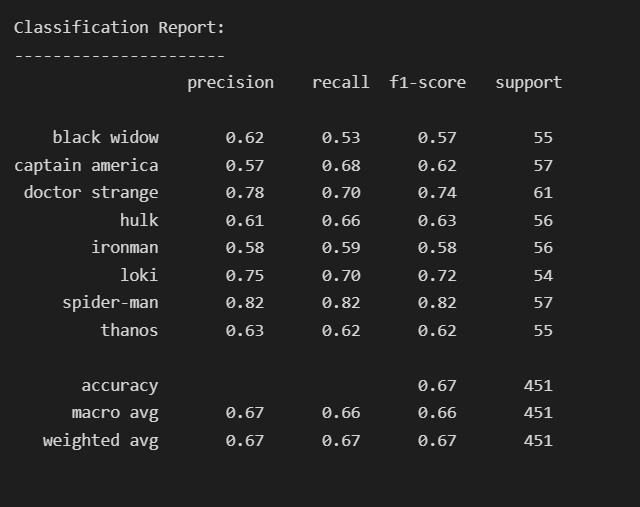 Classification Report:
----------------------
precision recall f1-score support
black widow 0.62 0.53 0.57 55
captain america 0.57 0.68 0.62 57
doctor strange 0.78 0.70 0.74 61
hulk 0.61 0.66 0.63 56
ironman 0.58 0.59 0.58 56
loki 0.75 0.70 0.72 54
spider-man 0.82 0.82 0.82 57
thanos 0.63 0.62 0.62 55
accuracy 0.67 451
macro avg 0.67 0.66 0.66 451
weighted avg 0.67 0.67 0.67 451